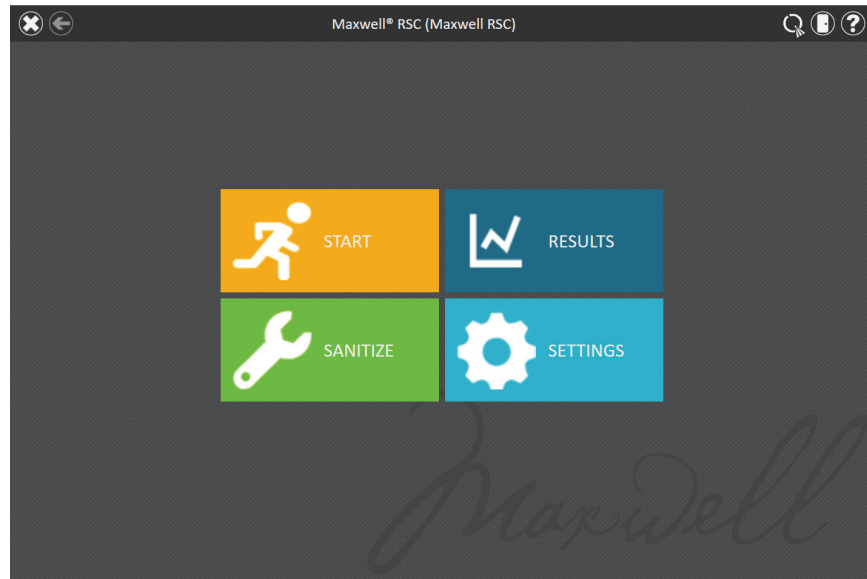 Maxwell® RSC (Maxwell RSC)
?
START
RESULTS
SANITIZE
SETTINGS
Maxwell